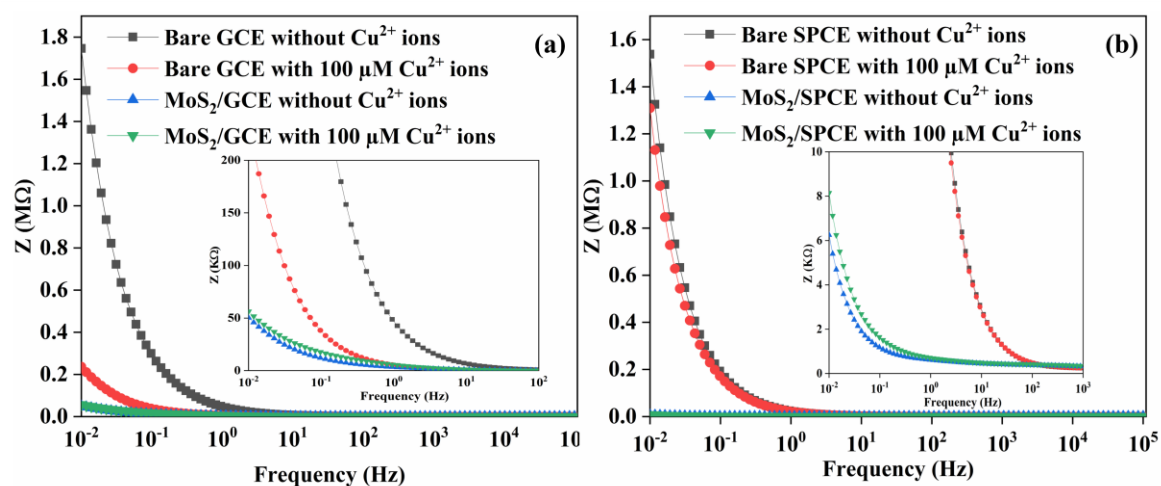 (a)
Bare GCE without Cu²⁺ ions
Bare GCE with 100 μM Cu²⁺ ions
MoS₂/GCE without Cu²⁺ ions
MoS₂/GCE with 100 μM Cu²⁺ ions
Z (MΩ)
1.8
1.6
1.4
1.2
1.0
0.8
0.6
0.4
0.2
0.0
10⁻² 10⁻¹ 10⁰ 10¹ 10² 10³ 10⁴ 10
Frequency (Hz)
Z (KΩ)
200
150
100
50
0
10⁻² 10⁻¹ 10⁰ 10¹ 10²
Frequency (Hz)
(b)
Bare SPCE without Cu²⁺ ions
Bare SPCE with 100 μM Cu²⁺ ions
MoS₂/SPCE without Cu²⁺ ions
MoS₂/SPCE with 100 μM Cu²⁺ ions
Z (MΩ)
1.6
1.4
1.2
1.0
0.8
0.6
0.4
0.2
0.0
10⁻² 10⁻¹ 10⁰ 10¹ 10² 10³ 10⁴ 10⁵
Frequency (Hz)
Z (KΩ)
10
8
6
4
2
0
10⁻² 10⁻¹ 10⁰ 10¹ 10² 10³
Frequency (Hz)